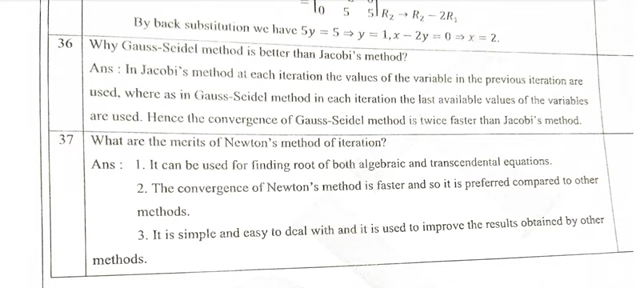 0 5 5| R₂ → R₂ – 2R₁
By back substitution we have 5y = 5 ⇒ y = 1, x – 2y = 0 ⇒ x = 2.
36 Why Gauss-Seidel method is better than Jacobi's method?
Ans : In Jacobi's method at each iteration the values of the variable in the previous iteration are
used, where as in Gauss-Seidel method in each iteration the last available values of the variables
are used. Hence the convergence of Gauss-Seidel method is twice faster than Jacobi's method.
37 What are the merits of Newton's method of iteration?
Ans : 1. It can be used for finding root of both algebraic and transcendental equations.
2. The convergence of Newton's method is faster and so it is preferred compared to other
methods.
3. It is simple and easy to deal with and it is used to improve the results obtained by other
methods.